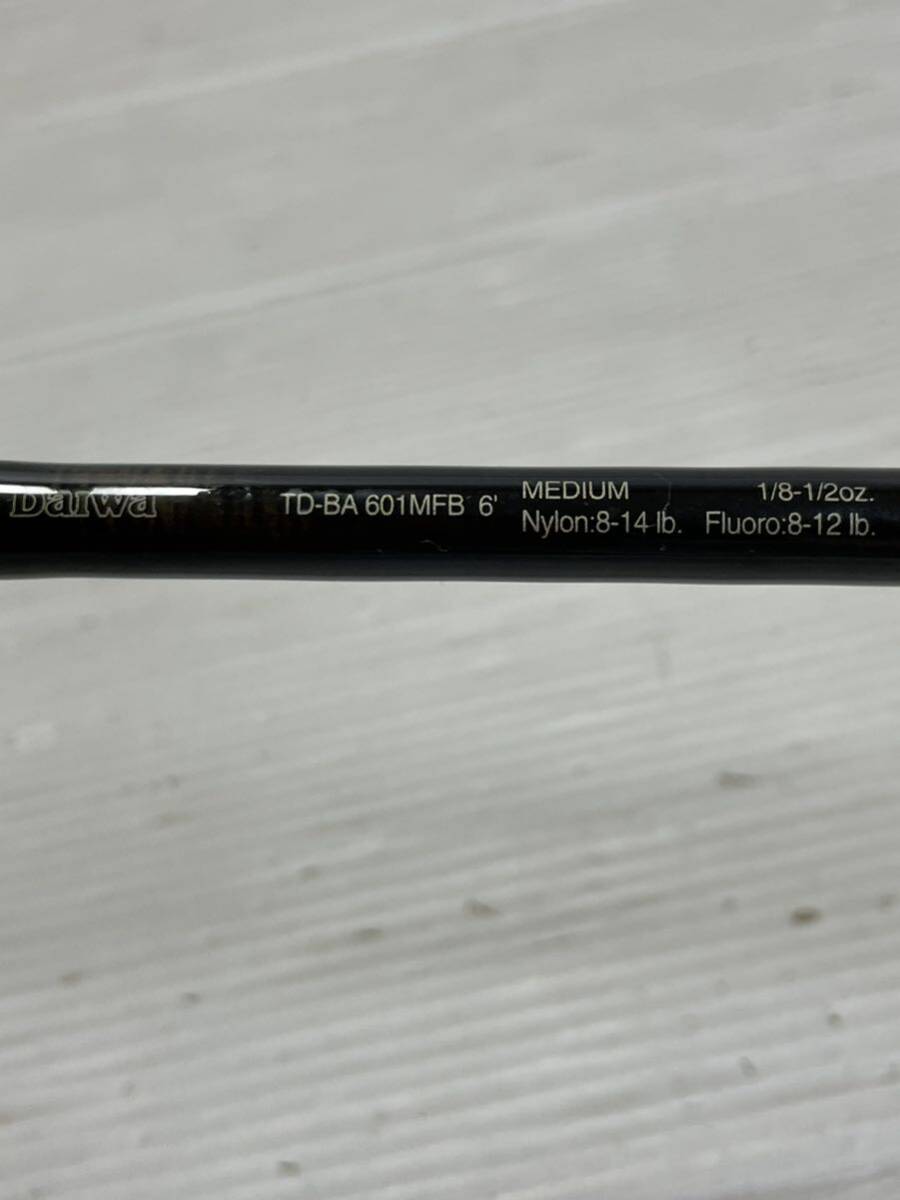 Daiwa TD-BA 601MFB 6'
MEDIUM 1/8-1/2oz.
Nylon:8-14 lb. Fluoro:8-12 lb.